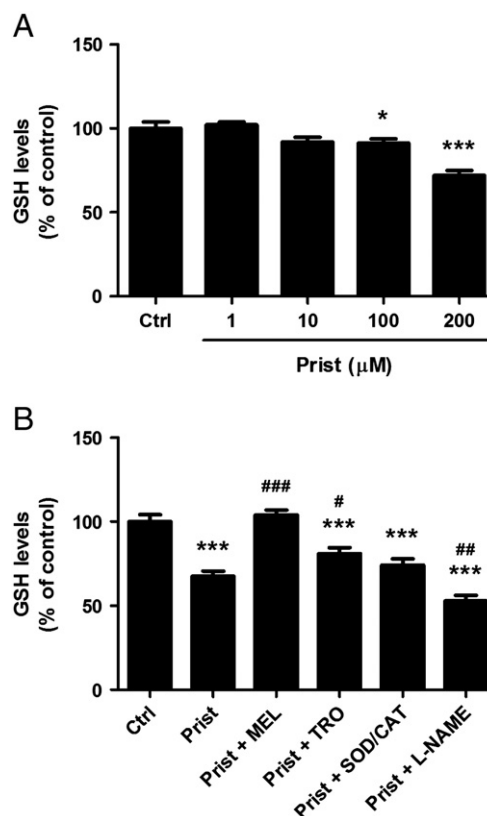 A
150
100
50
0
GSH levels
(% of control)
*
***
Ctrl 1 10 100 200
Prist (μM)
B
150
100
50
0
GSH levels
(% of control)
***
###
#
***
***
##
***
Ctrl
Prist
Prist + MEL
Prist + TRO
Prist + SOD/CAT
Prist + L-NAME